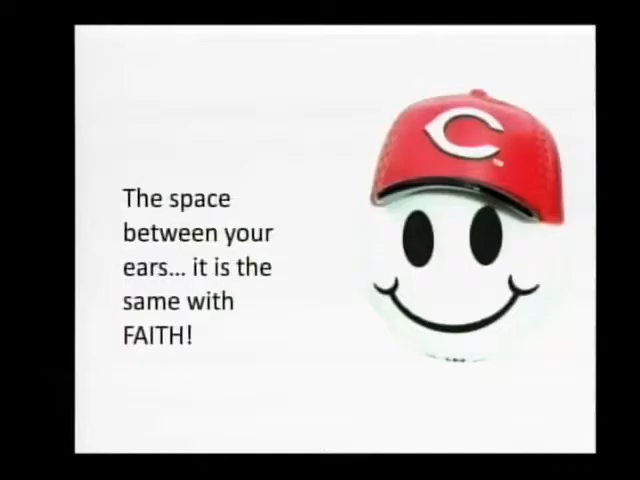 The space
between your
ears... it is the
same with
FAITH!
C